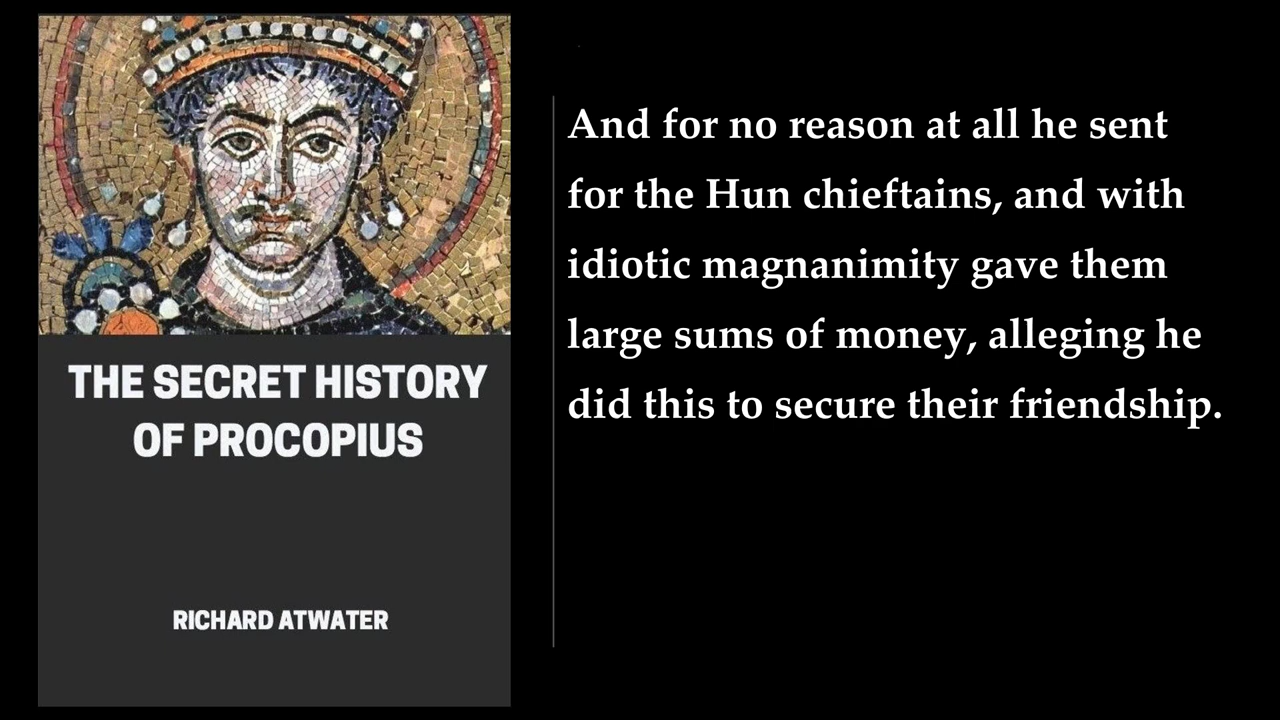 THE SECRET HISTORY
OF PROCOPIUS
RICHARD ATWATER
And for no reason at all he sent
for the Hun chieftains, and with
idiotic magnanimity gave them
large sums of money, alleging he
did this to secure their friendship.